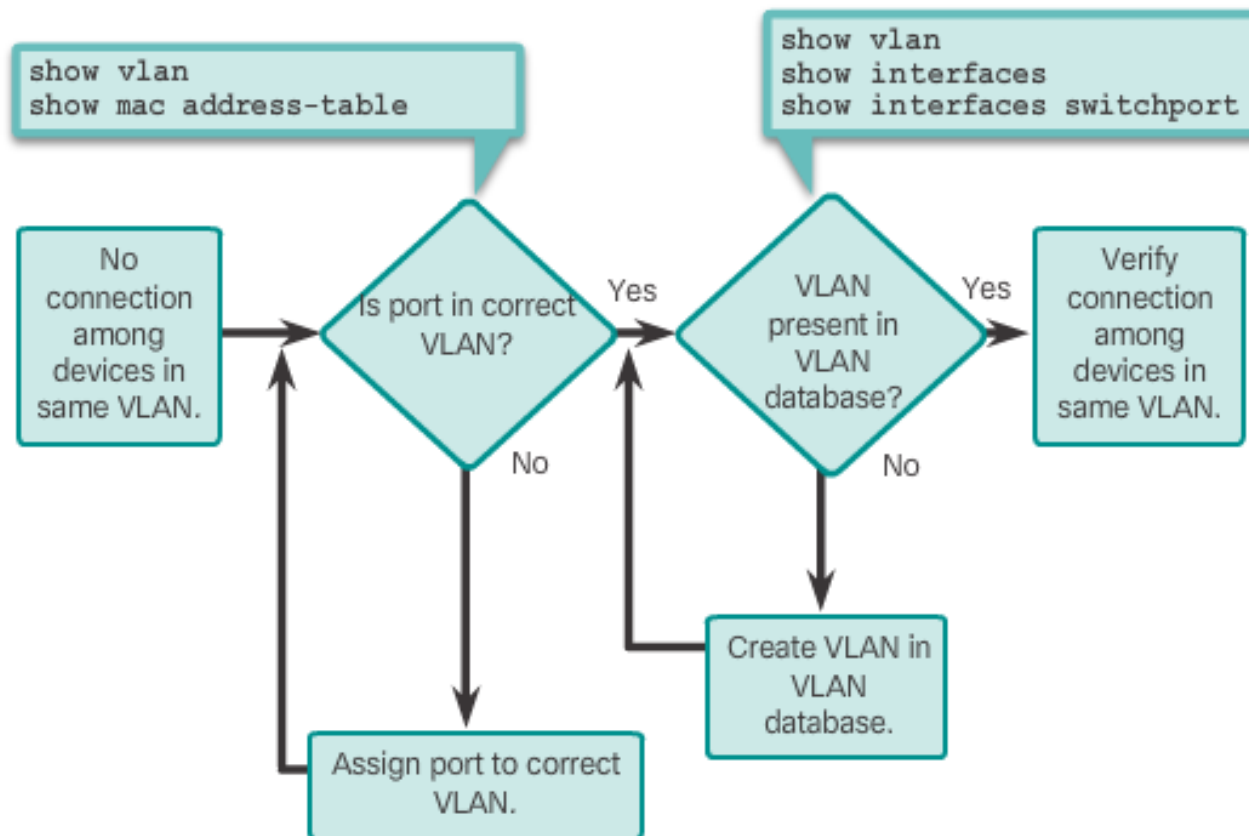 show vlan
show mac address-table
show vlan
show interfaces
show interfaces switchport
No
connection
among
devices in
same VLAN.
Is port in correct
VLAN?
Yes
VLAN
present in
VLAN
database?
Yes
Verify
connection
among
devices in
same VLAN.
No
No
Create VLAN in
VLAN
database.
Assign port to correct
VLAN.